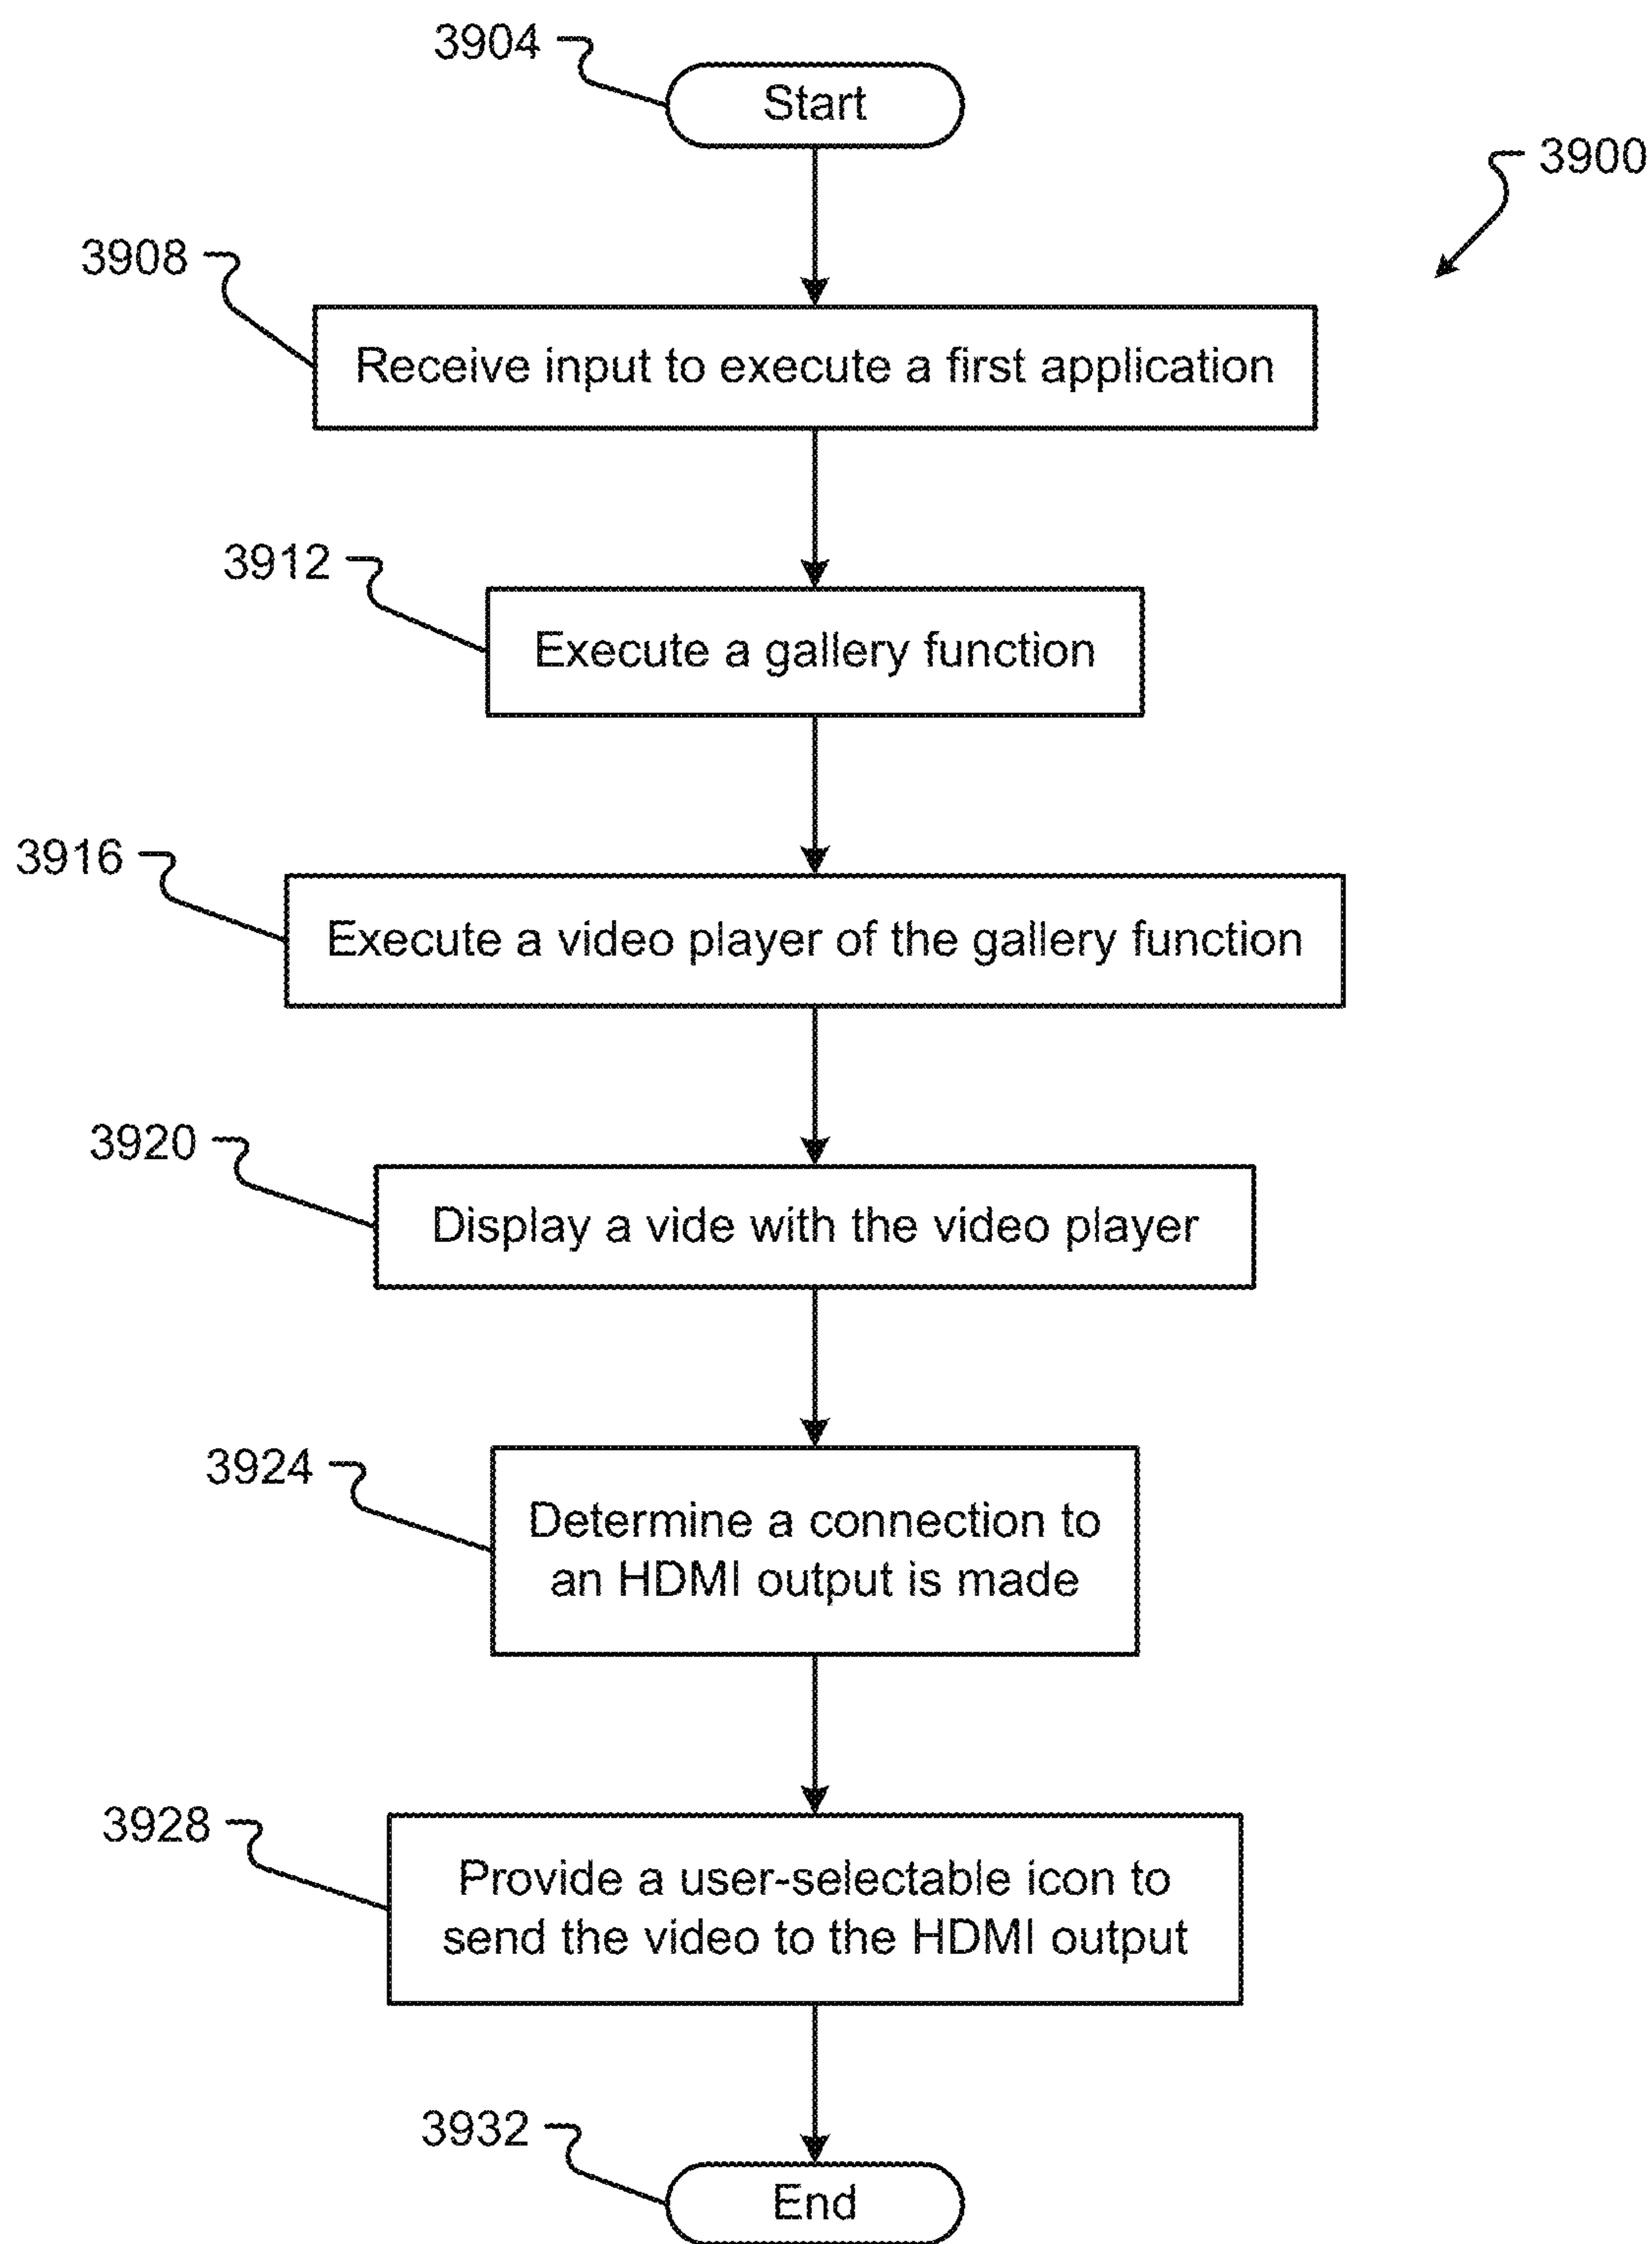 3904
Start
3900
3908
Receive input to execute a first application
3912
Execute a gallery function
3916
Execute a video player of the gallery function
3920
Display a vide with the video player
3924
Determine a connection to
an HDMI output is made
3928
Provide a user-selectable icon to
send the video to the HDMI output
3932
End